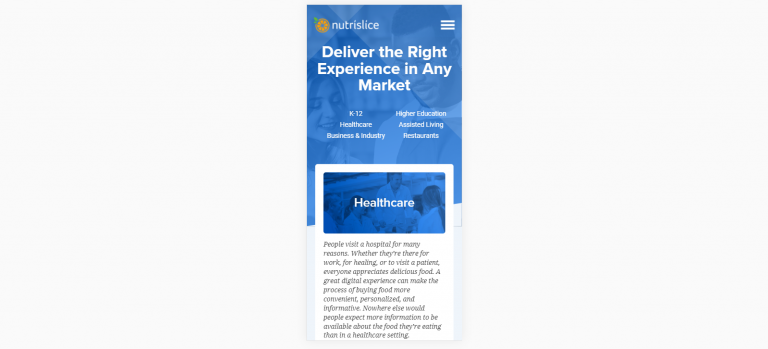 nutrislice
Deliver the Right
Experience in Any
Market
K-12
Higher Education
Healthcare
Assisted Living
Business & Industry
Restaurants
Healthcare
People visit a hospital for many
reasons. Whether they're there for
work, for healing, or to visit a patient,
everyone appreciates delicious food. A
great digital experience can make the
process of buying food more
convenient, personalized, and
informative. Nowhere else would
people expect more information to be
available about the food they're eating
than in a healthcare setting.